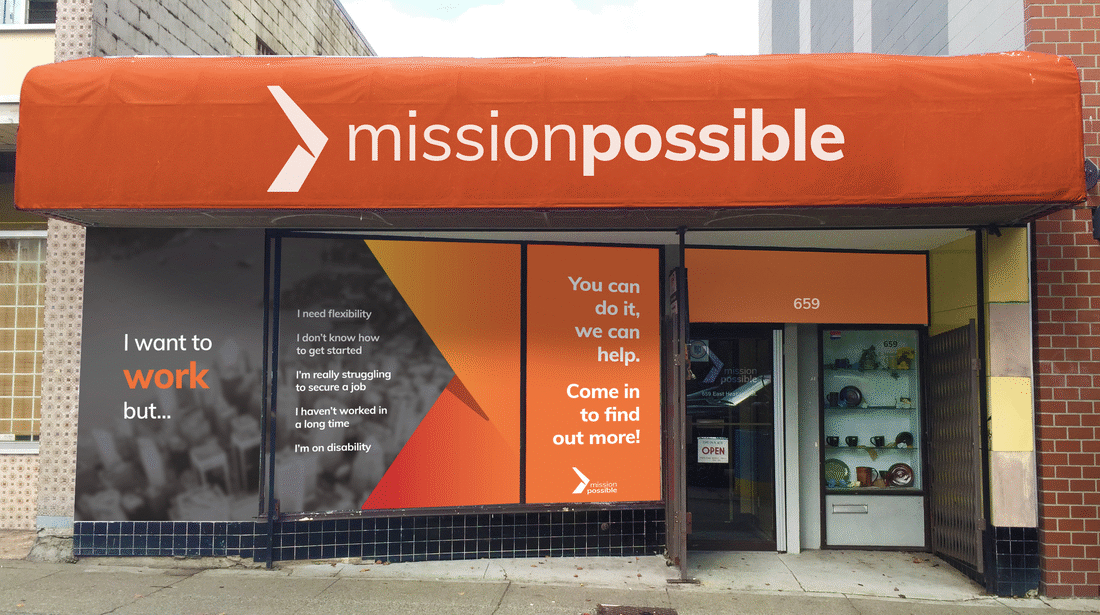 missionpossible
I want to
work
but...
I need flexibility
I don't know how
to get started
I'm really struggling
to secure a job
I haven't worked in
a long time
I'm on disability
You can
do it,
we can
help.
Come in
to find
out more!
mission
possible
659
mission
possible
OPEN
659